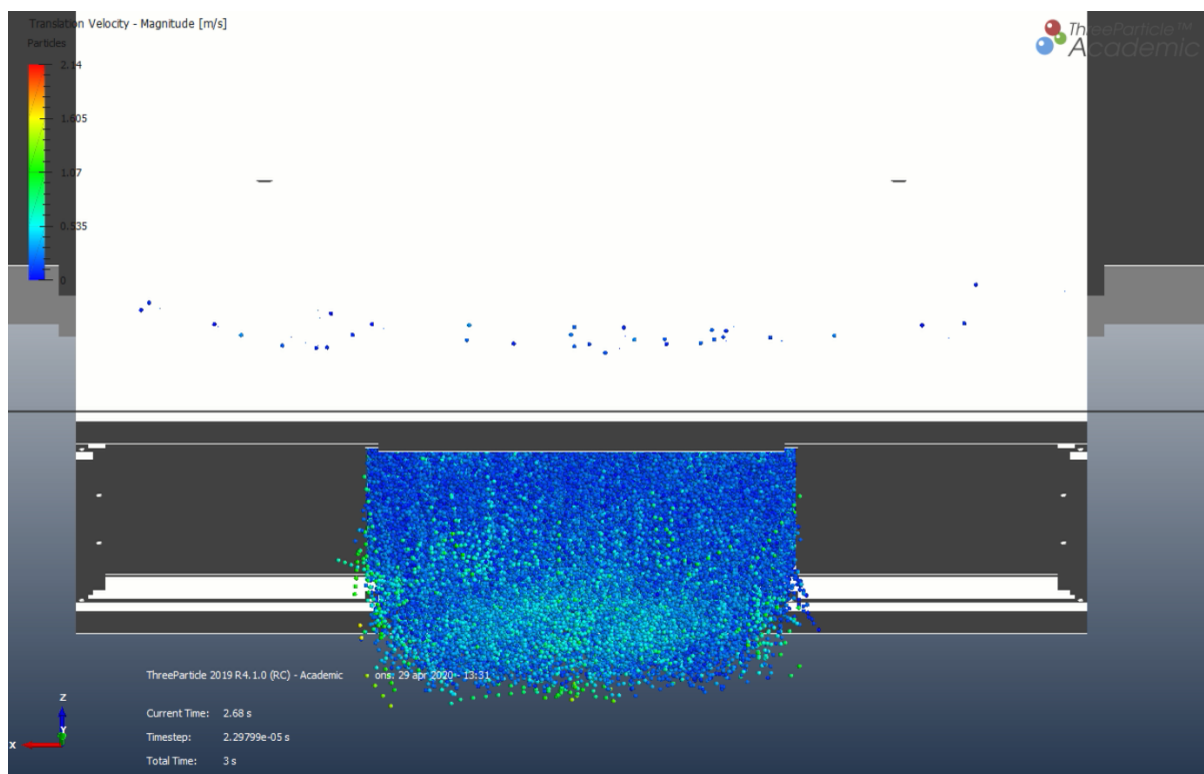 Translation Velocity - Magnitude [m/s]
Particles
2.14
1.605
1.07
0.535
0
ThreeParticle™
Academic
ThreeParticle 2019 R4.1.0 (RC) - Academic
ons: 29 apr 2020 - 13:31
Current Time: 2.68 s
Timestep: 2.29799e-05 s
Total Time: 3 s
Z
Y
X